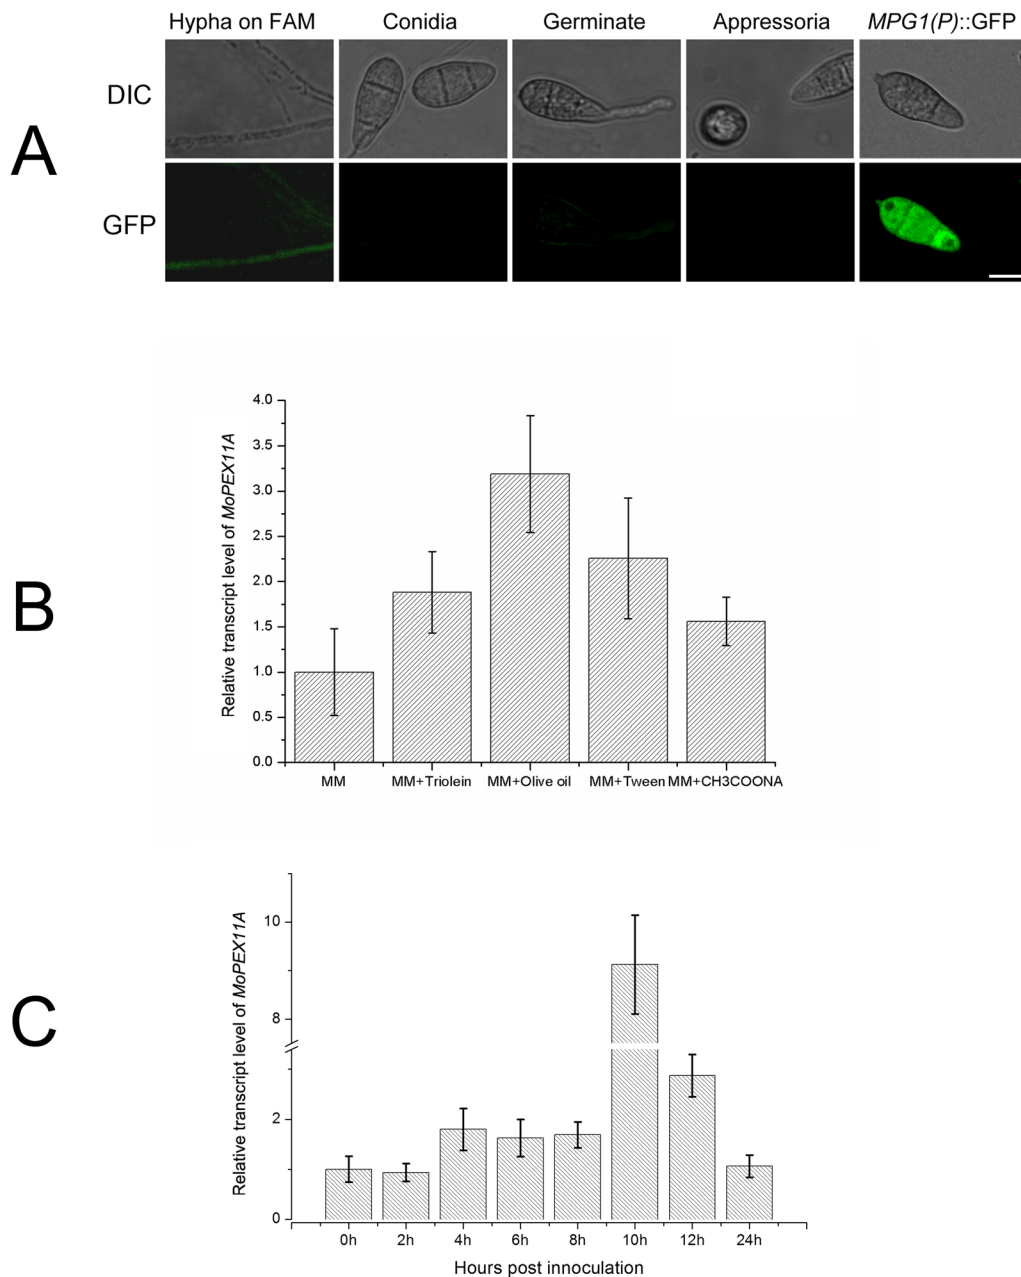 A
Hypha on FAM
Conidia
Germinate
Appressoria
MPG1(P)::GFP
DIC
GFP
B
Relative transcript level of MoPEX11A
4.0
3.5
3.0
2.5
2.0
1.5
1.0
0.5
0.0
MM
MM+Triolein
MM+Olive oil
MM+Tween
MM+CH3COONA
C
Relative transcript level of MoPEX11A
10
8
2
0
0h
2h
4h
6h
8h
10h
12h
24h
Hours post innoculation